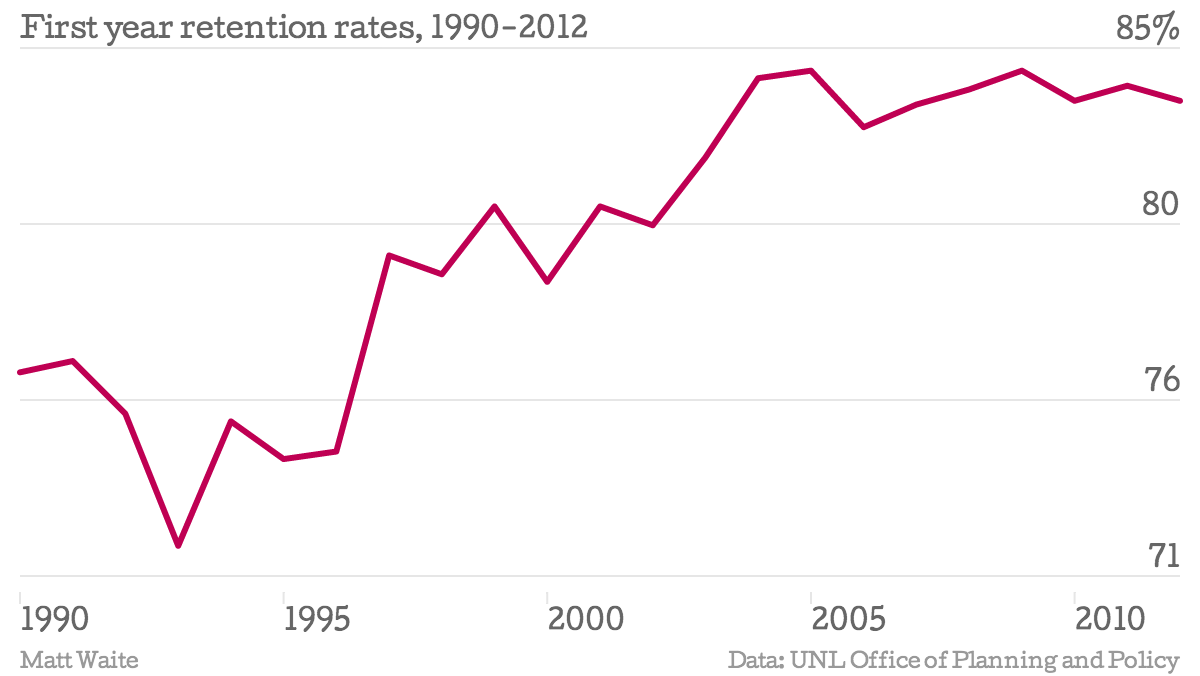 First year retention rates, 1990–2012
85%
80
76
71
1990 1995 2000 2005 2010
Matt Waite
Data: UNL Office of Planning and Policy